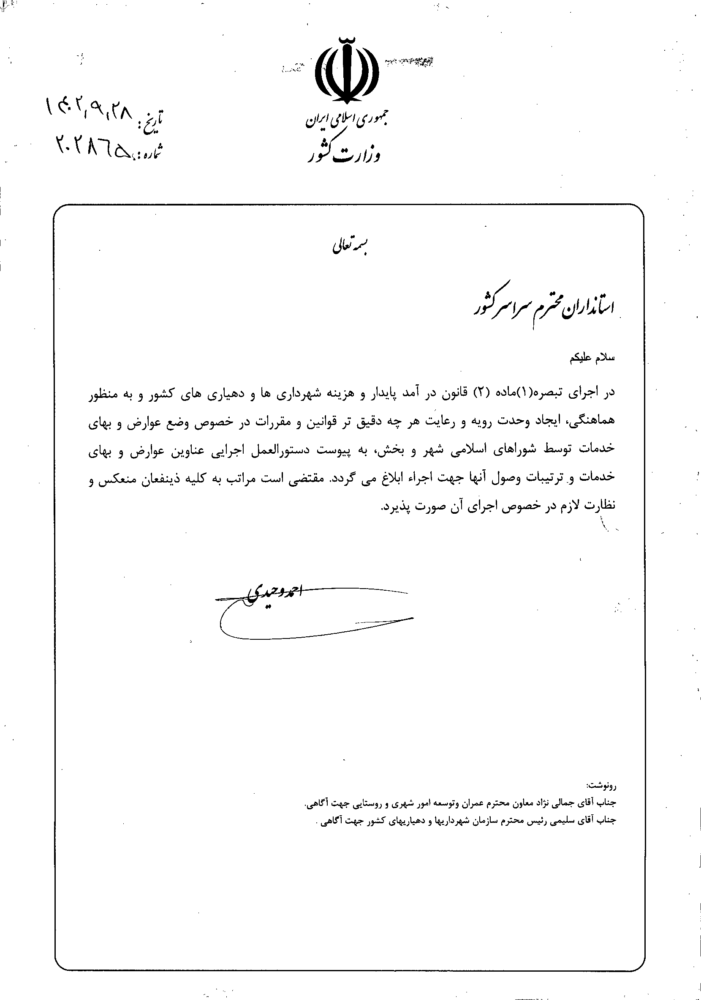 جمهوری اسلامی ایران
وزارت کشور
تاریخ: ۱۴۰۲,۹,۲۸
شماره: ۲۰۲۸۶۵
بسمه تعالی
استانداران محترم سراسر کشور
سلام علیکم
در اجرای تبصره(۱)ماده (۲) قانون در آمد پایدار و هزینه شهرداری ها و دهیاری های کشور و به منظور
هماهنگی، ایجاد وحدت رویه و رعایت هر چه دقیق تر قوانین و مقررات در خصوص وضع عوارض و بهای
خدمات توسط شوراهای اسلامی شهر و بخش، به پیوست دستورالعمل اجرایی عناوین عوارض و بهای
خدمات و ترتیبات وصول آنها جهت اجراء ابلاغ می گردد. مقتضی است مراتب به کلیه ذینفعان منعکس و
نظارت لازم در خصوص اجرای آن صورت پذیرد.
احمد وحیدی
رونوشت:
جناب آقای جمالی نژاد معاون محترم عمران وتوسعه امور شهری و روستایی جهت آگاهی.
جناب آقای سلیمی رئیس محترم سازمان شهرداریها و دهیاریهای کشور جهت آگاهی .